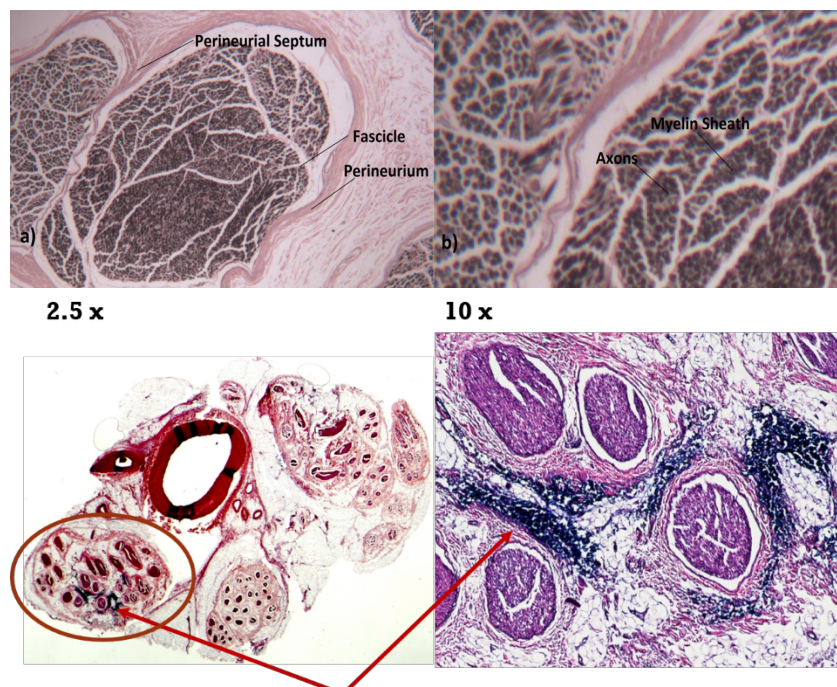 Perineurial Septum
Fascicle
Perineurium
a)
Myelin Sheath
Axons
b)
2.5 x
10 x